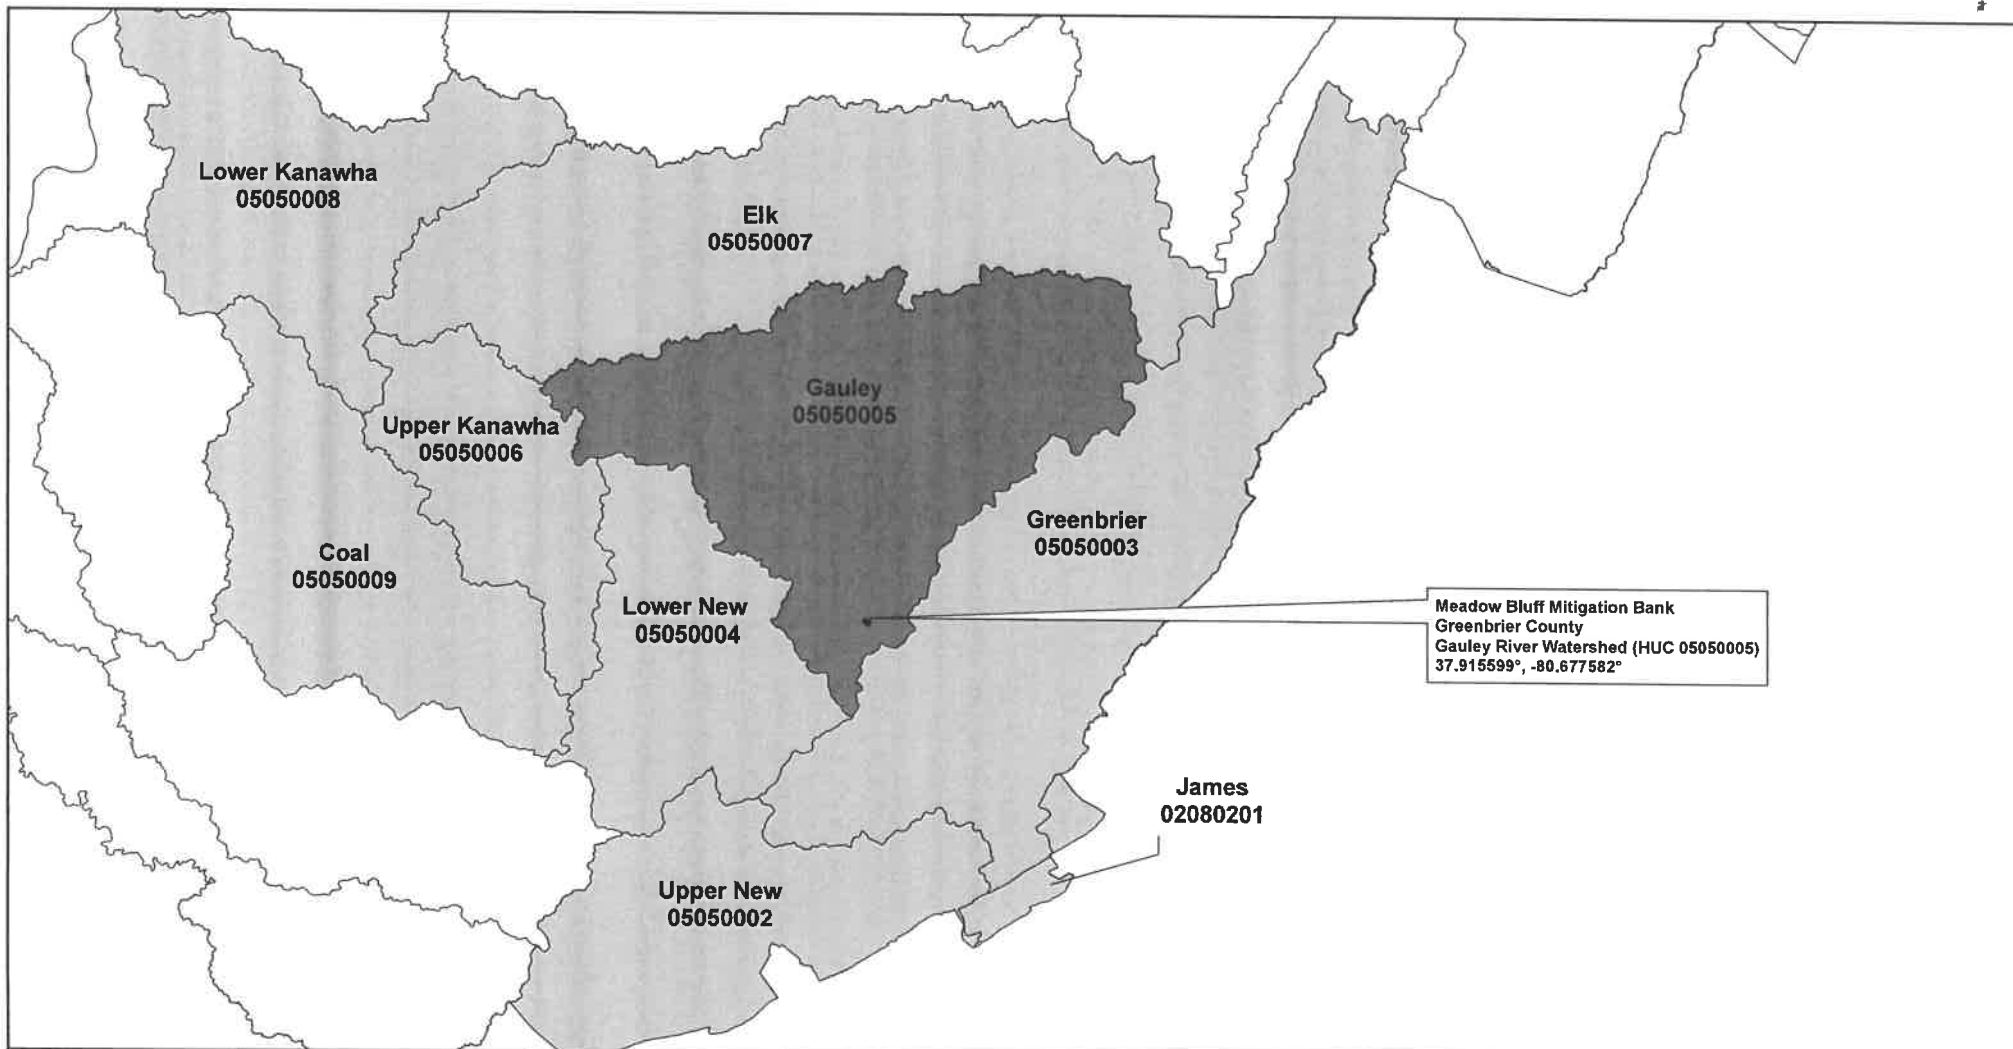 Lower Kanawha
05050008
Elk
05050007
Gauley
05050005
Upper Kanawha
05050006
Greenbrier
05050003
Coal
05050009
Lower New
05050004
Meadow Bluff Mitigation Bank
Greenbrier County
Gauley River Watershed (HUC 05050005)
37.915599°, -80.677582°
James
02080201
Upper New
05050002